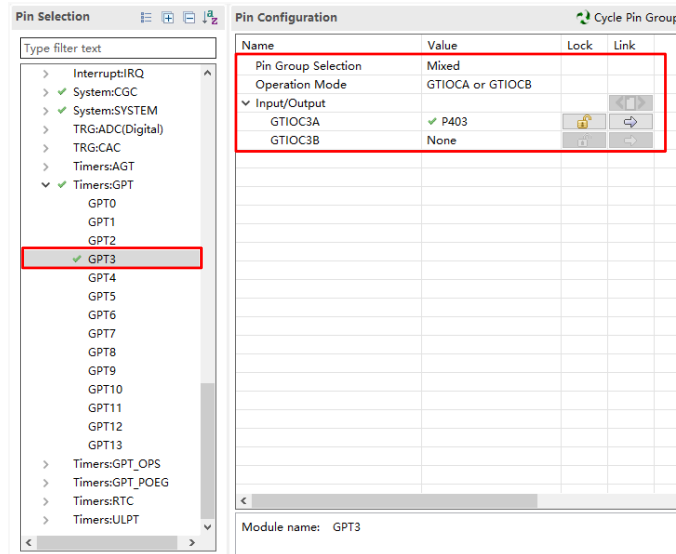 Pin Selection
Type filter text
Interrupt:IRQ
System:CGC
System:SYSTEM
TRG:ADC(Digital)
TRG:CAC
Timers:AGT
Timers:GPT
GPT0
GPT1
GPT2
GPT3
GPT4
GPT5
GPT6
GPT7
GPT8
GPT9
GPT10
GPT11
GPT12
GPT13
Timers:GPT_OPS
Timers:GPT_POEG
Timers:RTC
Timers:ULPT
Pin Configuration
Cycle Pin Group
Name Value Lock Link
Pin Group Selection Mixed
Operation Mode GTIOCA or GTIOCB
Input/Output
GTIOC3A P403
GTIOC3B None
Module name: GPT3